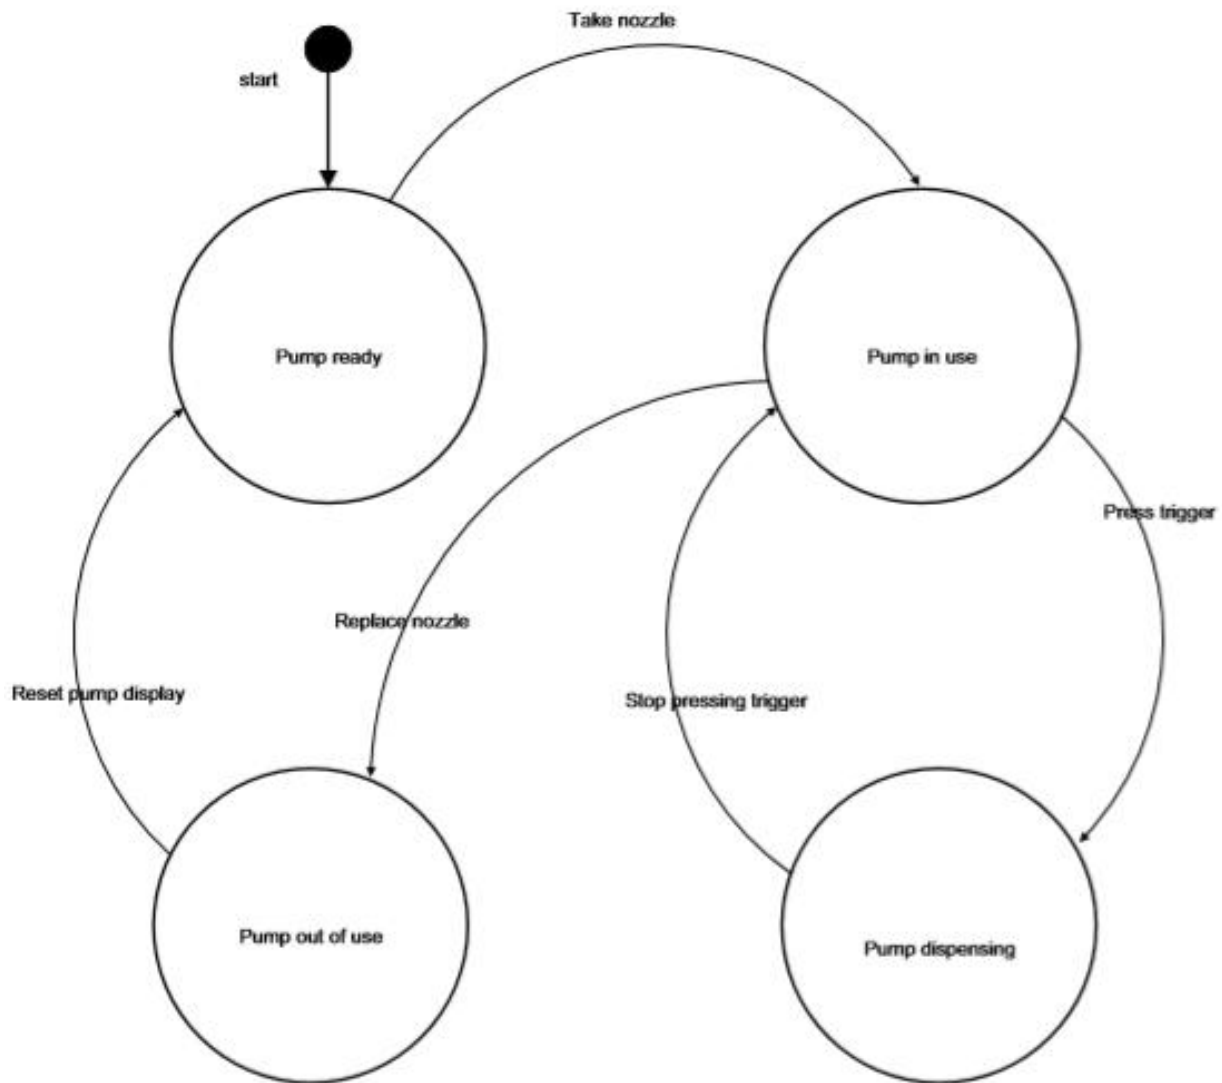 Take nozzle
start
Pump ready
Pump in use
Press trigger
Replace nozzle
Reset pump display
Stop pressing trigger
Pump out of use
Pump dispensing